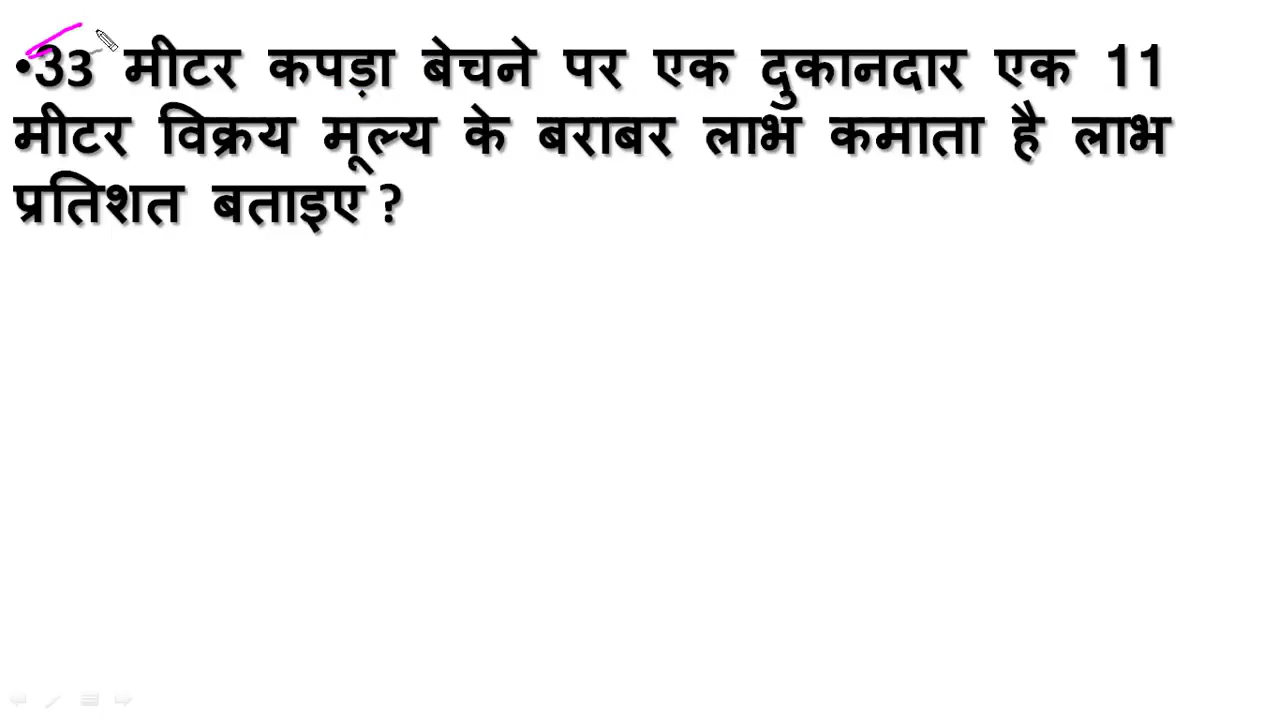 •33 मीटर कपड़ा बेचने पर एक दुकानदार एक 11
मीटर विक्रय मूल्य के बराबर लाभ कमाता है लाभ
प्रतिशत बताइए ?